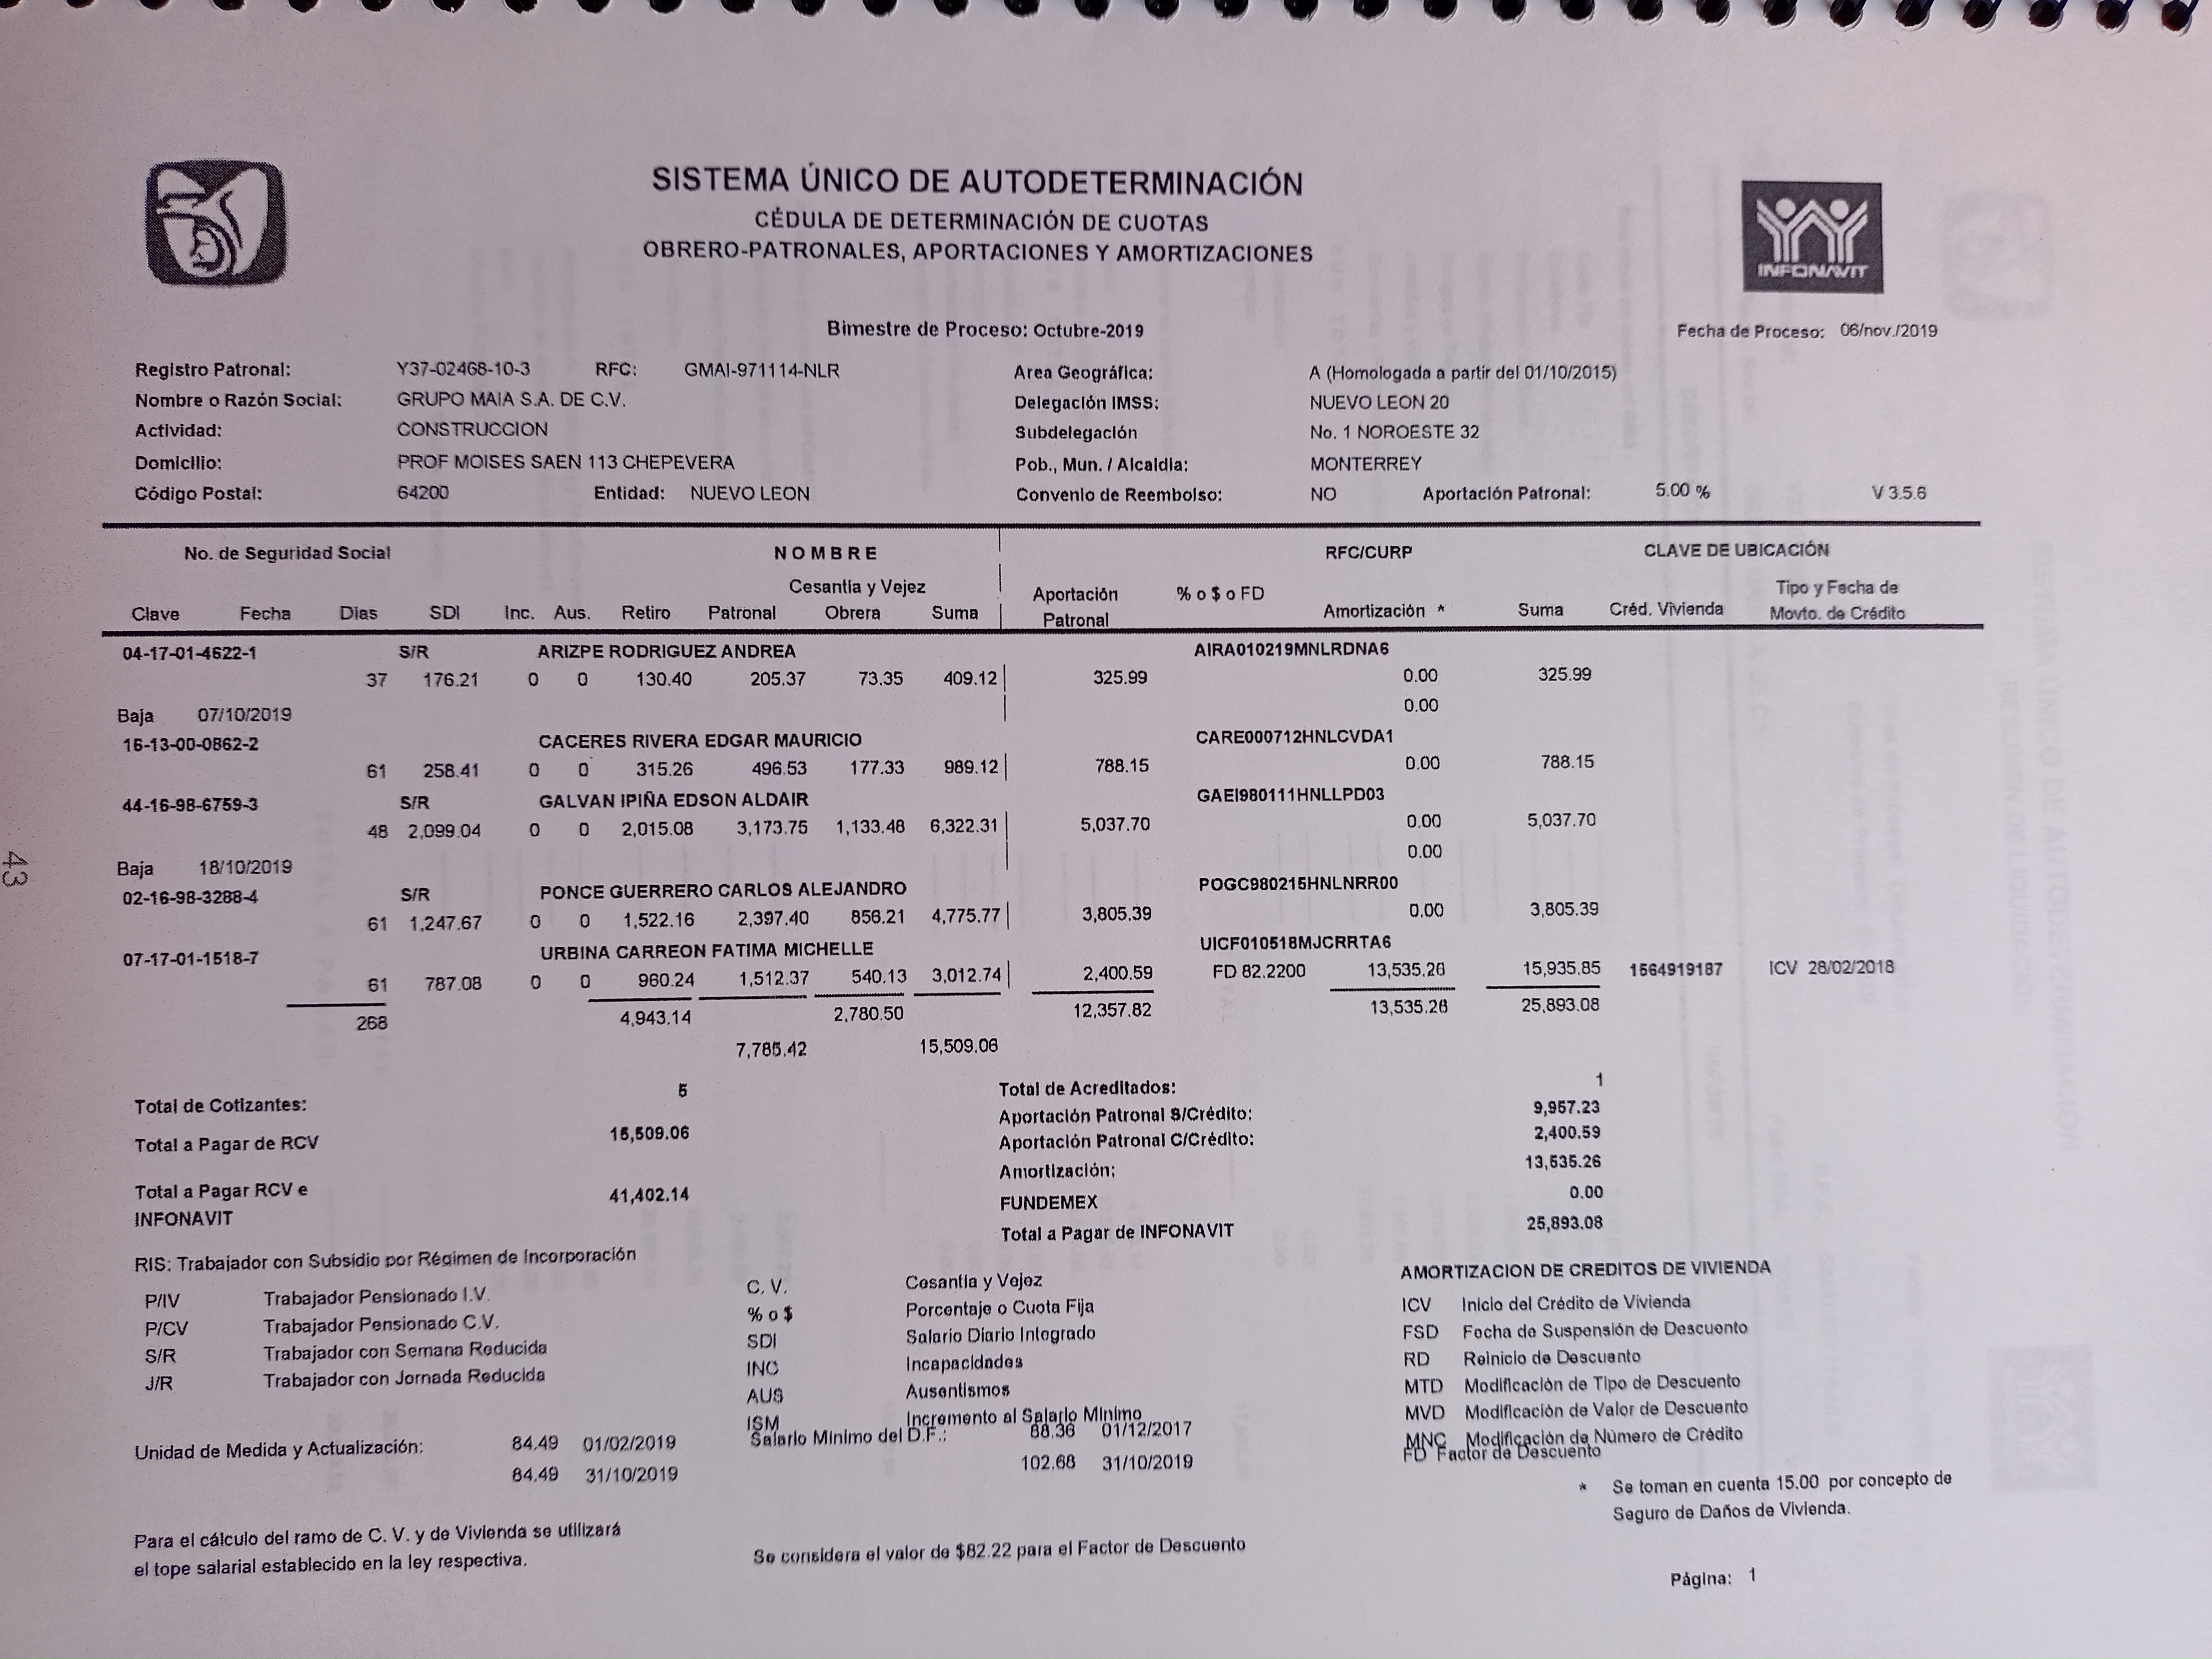 SISTEMA ÚNICO DE AUTODETERMINACIÓN
CÉDULA DE DETERMINACIÓN DE CUOTAS
OBRERO-PATRONALES, APORTACIONES Y AMORTIZACIONES
INFONAVIT
Bimestre de Proceso: Octubre-2019 Fecha de Proceso: 06/nov./2019
Registro Patronal: Y37-02468-10-3 RFC: GMAI-971114-NLR Area Geográfica: A (Homologada a partir del 01/10/2015)
Nombre o Razón Social: GRUPO MAIA S.A. DE C.V. Delegación IMSS: NUEVO LEON 20
Actividad: CONSTRUCCION Subdelegación No. 1 NOROESTE 32
Domicilio: PROF MOISES SAEN 113 CHEPEVERA Pob., Mun. / Alcaldia: MONTERREY
Código Postal: 64200 Entidad: NUEVO LEON Convenio de Reembolso: NO Aportación Patronal: 5.00 % V 3.5.6
No. de Seguridad Social NOMBRE RFC/CURP CLAVE DE UBICACIÓN
Cesantía y Vejez Aportación % o $ o FD Tipo y Fecha de
Clave Fecha Dias SDI Inc. Aus. Retiro Patronal Obrera Suma Patronal Amortización * Suma Créd. Vivienda Movto. de Crédito
04-17-01-4622-1 S/R ARIZPE RODRIGUEZ ANDREA AIRA010219MNLRDNA6
37 176.21 0 0 130.40 205.37 73.35 409.12 325.99 0.00 325.99
0.00
Baja 07/10/2019
16-13-00-0862-2 CACERES RIVERA EDGAR MAURICIO CARE000712HNLCVDA1
61 258.41 0 0 315.26 496.53 177.33 989.12 788.15 0.00 788.15
44-16-98-6759-3 S/R GALVAN IPIÑA EDSON ALDAIR GAEI980111HNLLPD03
48 2,099.04 0 0 2,015.08 3,173.75 1,133.48 6,322.31 5,037.70 0.00 5,037.70
0.00
Baja 18/10/2019
02-16-98-3288-4 S/R PONCE GUERRERO CARLOS ALEJANDRO POGC980215HNLNRR00
61 1,247.67 0 0 1,522.16 2,397.40 856.21 4,775.77 3,805.39 0.00 3,805.39
07-17-01-1518-7 URBINA CARREON FATIMA MICHELLE UICF010518MJCRRTA6
61 787.08 0 0 960.24 1,512.37 540.13 3,012.74 2,400.59 FD 82.2200 13,535.26 15,935.85 1564919187 ICV 28/02/2018
268 4,943.14 2,780.50 12,357.82 13,535.26 25,893.08
7,785.42 15,509.06
Total de Cotizantes: 5 Total de Acreditados: 1
Aportación Patronal S/Crédito: 9,957.23
Total a Pagar de RCV 15,509.06 Aportación Patronal C/Crédito: 2,400.59
Amortización: 13,535.26
Total a Pagar RCV e 41,402.14 FUNDEMEX 0.00
INFONAVIT Total a Pagar de INFONAVIT 25,893.08
RIS: Trabajador con Subsidio por Régimen de Incorporación AMORTIZACION DE CREDITOS DE VIVIENDA
P/IV Trabajador Pensionado I.V. C. V. Cesantía y Vejez ICV Inicio del Crédito de Vivienda
P/CV Trabajador Pensionado C.V. % o $ Porcentaje o Cuota Fija FSD Fecha de Suspensión de Descuento
S/R Trabajador con Semana Reducida SDI Salario Diario Integrado RD Reinicio de Descuento
J/R Trabajador con Jornada Reducida INC Incapacidades MTD Modificación de Tipo de Descuento
AUS Ausentismos MVD Modificación de Valor de Descuento
ISM Incremento al Salario Mínimo MNC Modificación de Número de Crédito
Unidad de Medida y Actualización: 84.49 01/02/2019 Salario Minimo del D.F.: 88.36 01/12/2017 FD Factor de Descuento
84.49 31/10/2019 102.68 31/10/2019
* Se toman en cuenta 15.00 por concepto de
Seguro de Daños de Vivienda.
Para el cálculo del ramo de C. V. y de Vivienda se utilizará
el tope salarial establecido en la ley respectiva. Se considera el valor de $82.22 para el Factor de Descuento
Página: 1
43